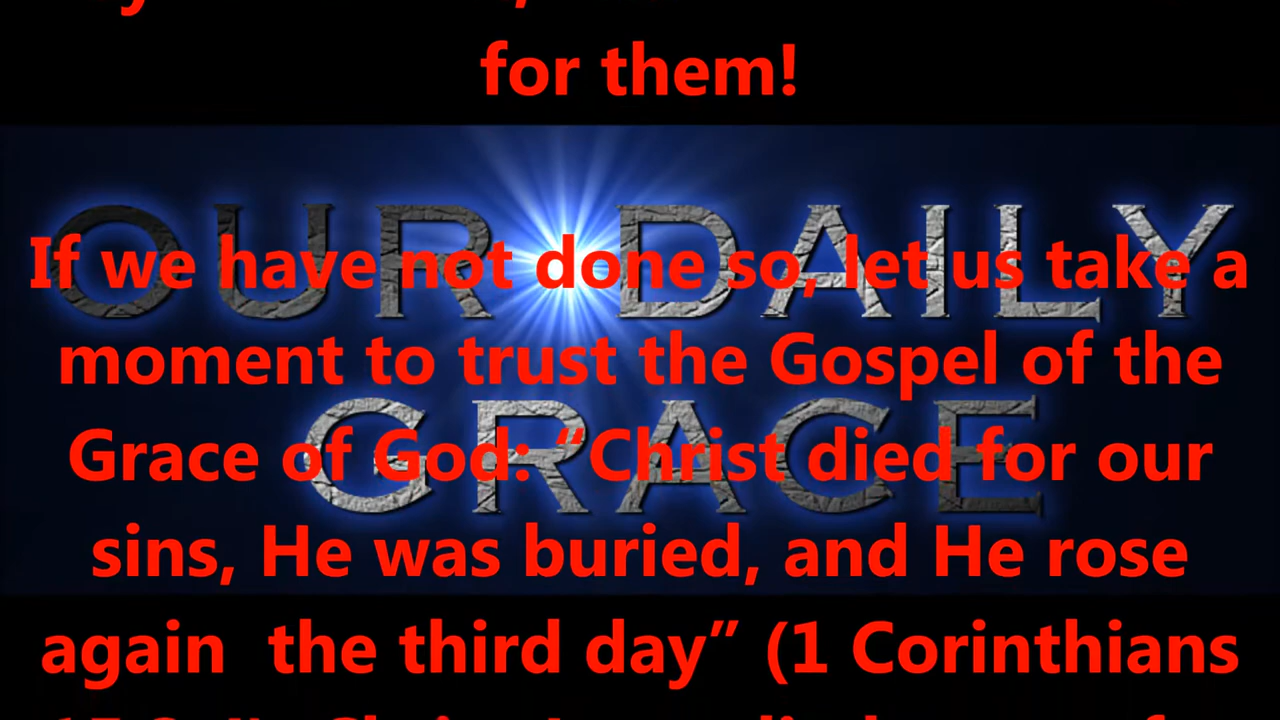 for them!
OUR DAILY
GRACE
If we have not done so, let us take a
moment to trust the Gospel of the
Grace of God: “Christ died for our
sins, He was buried, and He rose
again  the third day” (1 Corinthians